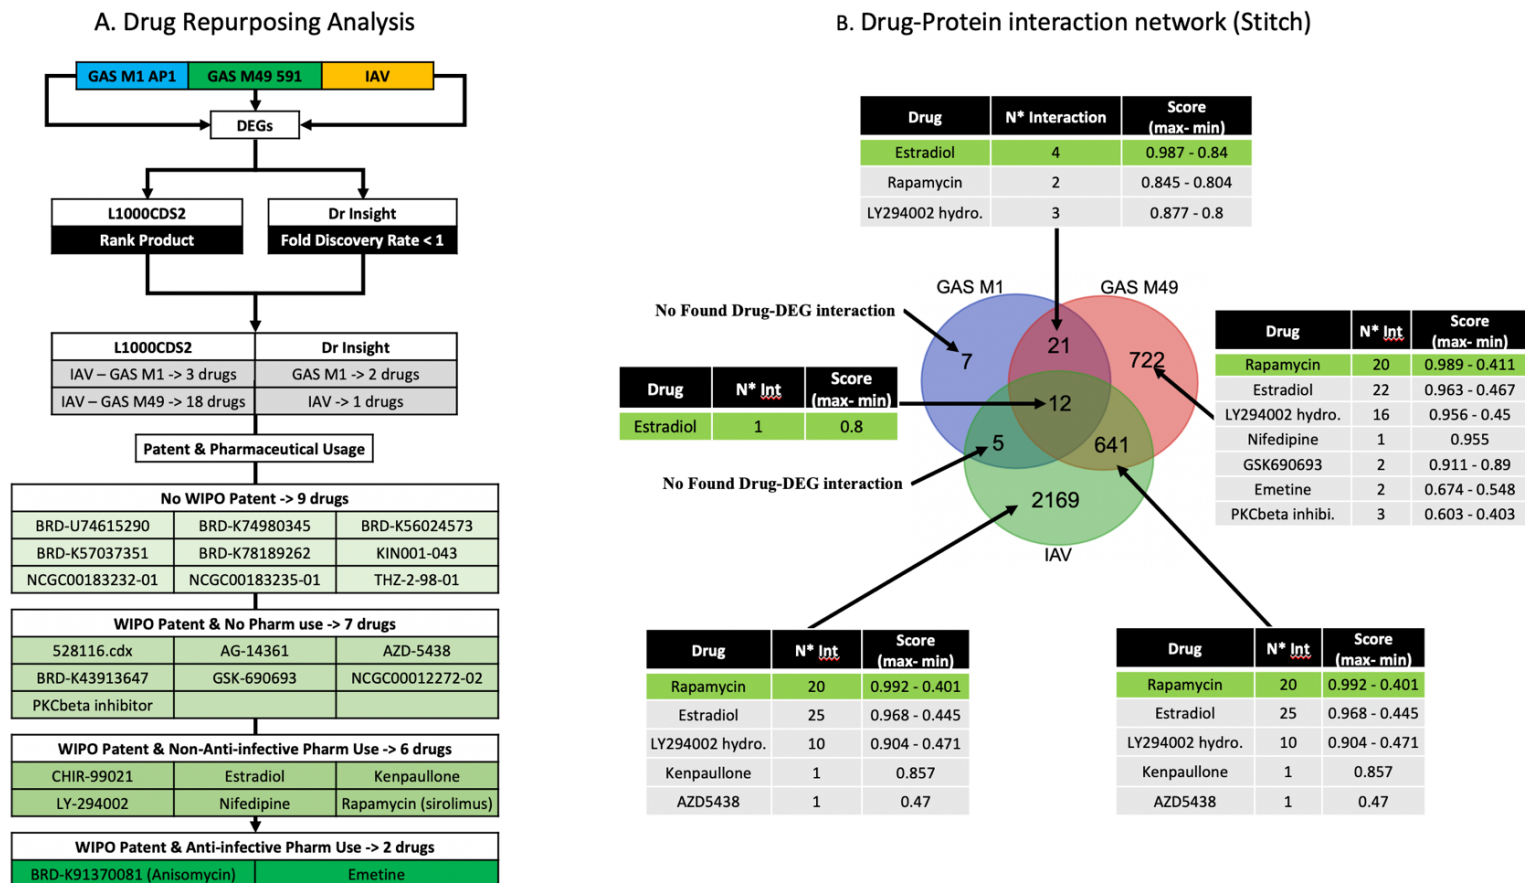 A. Drug Repurposing Analysis
GAS M1 AP1 GAS M49 591 IAV
DEGs
L1000CDS2 Dr Insight
Rank Product Fold Discovery Rate < 1
L1000CDS2 Dr Insight
IAV – GAS M1 -> 3 drugs GAS M1 -> 2 drugs
IAV – GAS M49 -> 18 drugs IAV -> 1 drugs
Patent & Pharmaceutical Usage
No WIPO Patent -> 9 drugs
BRD-U74615290 BRD-K74980345 BRD-K56024573
BRD-K57037351 BRD-K78189262 KIN001-043
NCGC00183232-01 NCGC00183235-01 THZ-2-98-01
WIPO Patent & No Pharm use -> 7 drugs
528116.cdx AG-14361 AZD-5438
BRD-K43913647 GSK-690693 NCGC00012272-02
PKCbeta inhibitor
WIPO Patent & Non-Anti-infective Pharm Use -> 6 drugs
CHIR-99021 Estradiol Kenpaullone
LY-294002 Nifedipine Rapamycin (sirolimus)
WIPO Patent & Anti-infective Pharm Use -> 2 drugs
BRD-K91370081 (Anisomycin) Emetine
B. Drug-Protein interaction network (Stitch)
Drug N* Interaction Score
(max- min)
Estradiol 4 0.987 - 0.84
Rapamycin 2 0.845 - 0.804
LY294002 hydro. 3 0.877 - 0.8
GAS M1 GAS M49
No Found Drug-DEG interaction
7 21 722
12
5 641
2169
IAV
Drug N* Int Score
(max- min)
Estradiol 1 0.8
No Found Drug-DEG interaction
Drug N* Int Score
(max- min)
Rapamycin 20 0.989 - 0.411
Estradiol 22 0.963 - 0.467
LY294002 hydro. 16 0.956 - 0.45
Nifedipine 1 0.955
GSK690693 2 0.911 - 0.89
Emetine 2 0.674 - 0.548
PKCbeta inhibi. 3 0.603 - 0.403
Drug N* Int Score
(max- min)
Rapamycin 20 0.992 - 0.401
Estradiol 25 0.968 - 0.445
LY294002 hydro. 10 0.904 - 0.471
Kenpaullone 1 0.857
AZD5438 1 0.47
Drug N* Int Score
(max- min)
Rapamycin 20 0.992 - 0.401
Estradiol 25 0.968 - 0.445
LY294002 hydro. 10 0.904 - 0.471
Kenpaullone 1 0.857
AZD5438 1 0.47